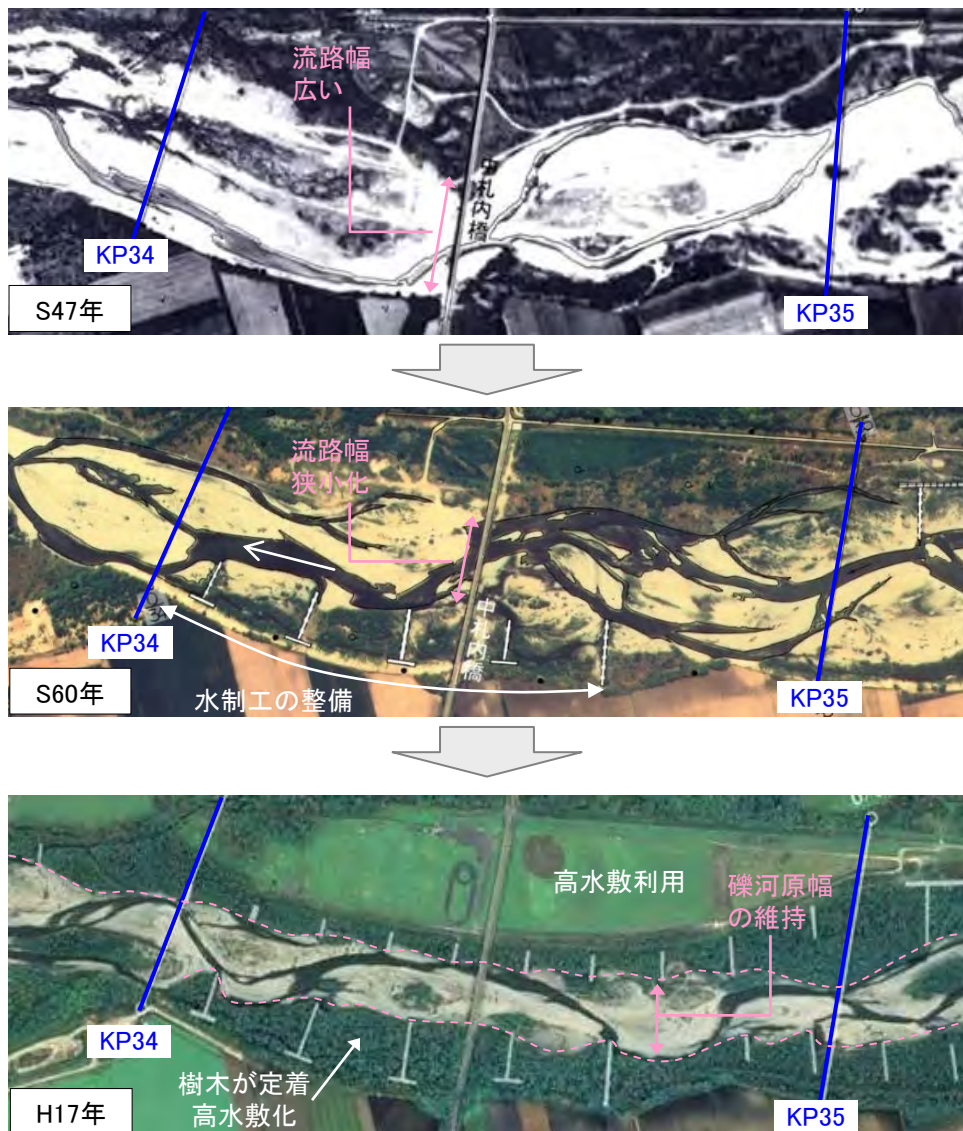 流路幅
広い
中札内橋
KP34
KP35
S47年
流路幅
狭小化
中札内橋
KP34
KP35
水制工の整備
S60年
高水敷利用
礫河原幅
の維持
KP34
樹木が定着
高水敷化
KP35
H17年